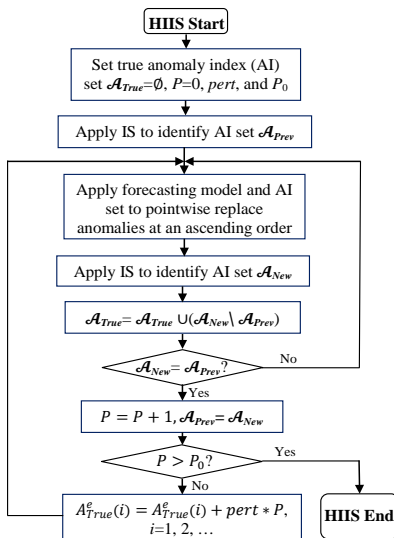 HIIS Start
Set true anomaly index (AI)
set 𝓐True=∅, P=0, pert, and P0
Apply IS to identify AI set 𝓐Prev
Apply forecasting model and AI
set to pointwise replace
anomalies at an ascending order
Apply IS to identify AI set 𝓐New
𝓐True= 𝓐True ∪(𝓐New\ 𝓐Prev)
𝓐New= 𝓐Prev?
No
Yes
P = P + 1, 𝓐Prev= 𝓐New
P > P0?
Yes
No
A^e_True(i) = A^e_True(i) + pert * P,
i=1, 2, …
HIIS End